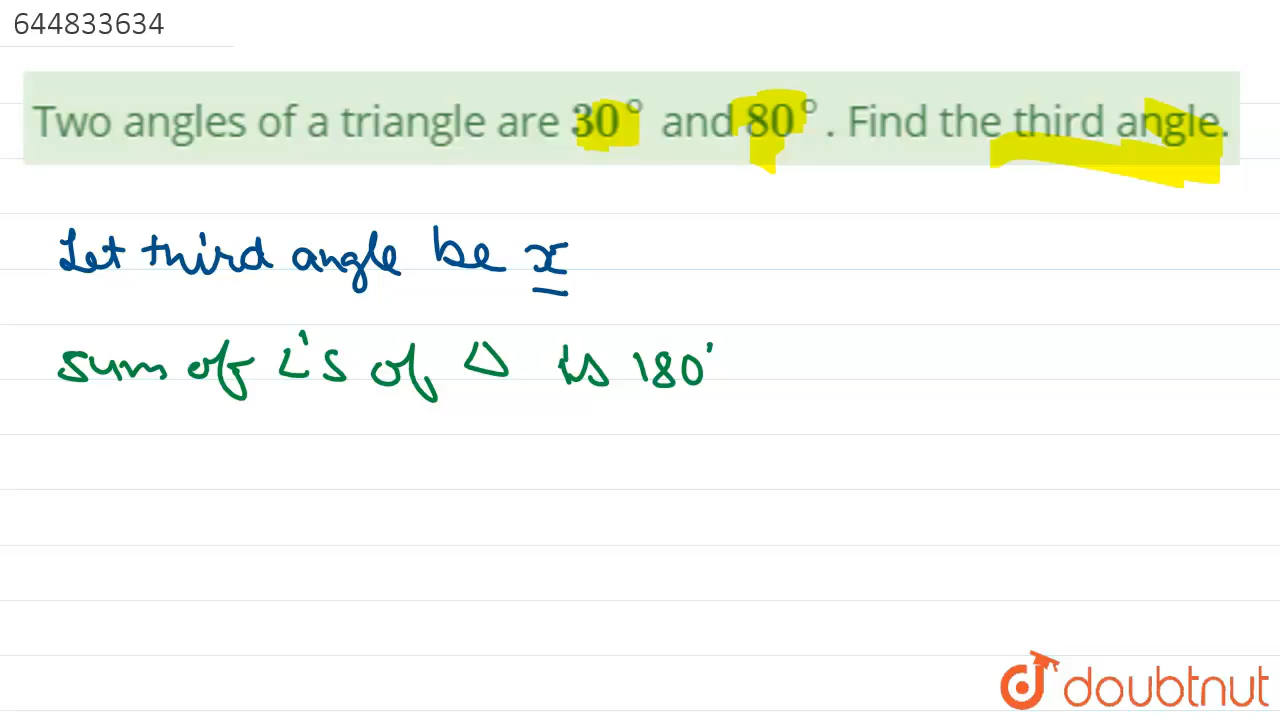 644833634
Two angles of a triangle are 30° and 80°. Find the third angle.
Let third angle be x
sum of ∠'s of △ is 180°
doubtnut